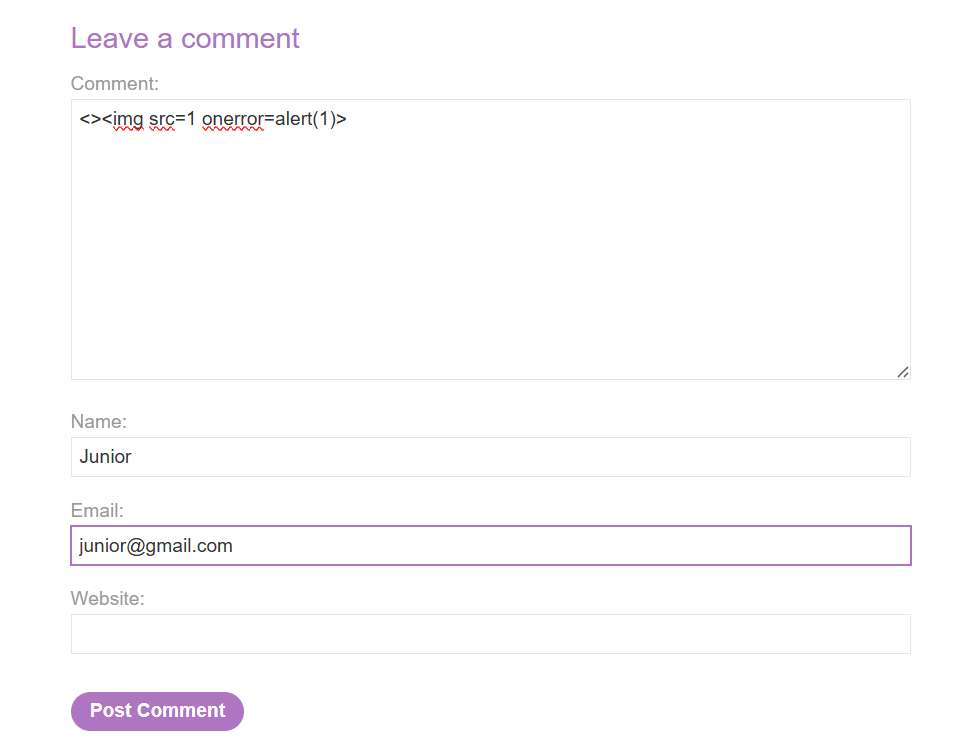 Leave a comment
Comment:
<><img src=1 onerror=alert(1)>
Name:
Junior
Email:
junior@gmail.com
Website:
Post Comment